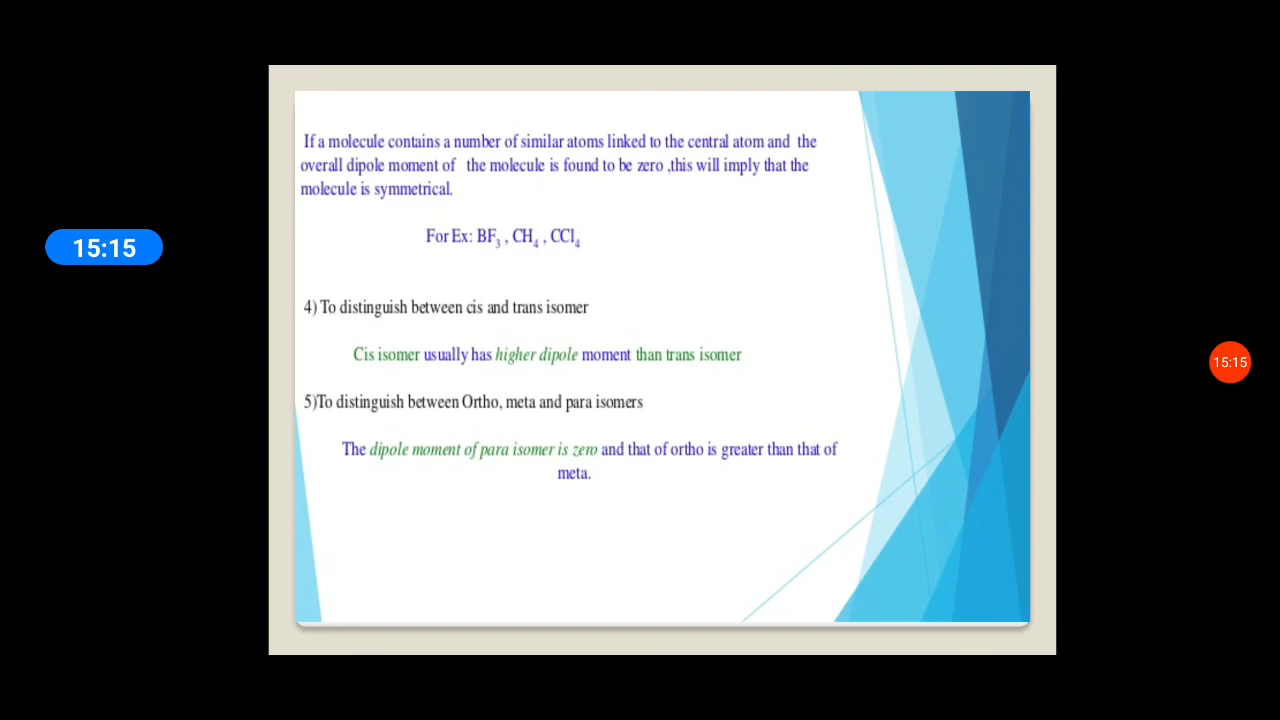 If a molecule contains a number of similar atoms linked to the central atom and the
overall dipole moment of the molecule is found to be zero ,this will imply that the
molecule is symmetrical.
For Ex: BF₃ , CH₄ , CCl₄
15:15
4) To distinguish between cis and trans isomer
Cis isomer usually has higher dipole moment than trans isomer
15:15
5)To distinguish between Ortho, meta and para isomers
The dipole moment of para isomer is zero and that of ortho is greater than that of
meta.